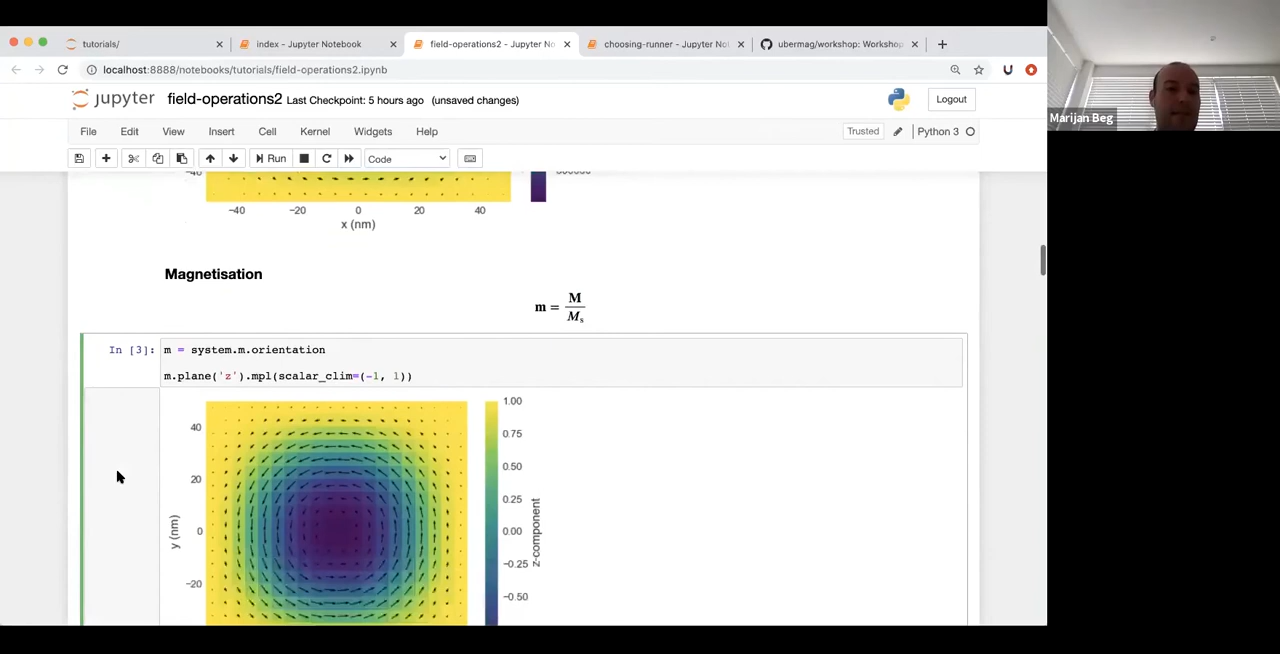 tutorials/
index - Jupyter Notebook
field-operations2 - Jupyter No
choosing-runner - Jupyter Not
ubermag/workshop: Workshop
localhost:8888/notebooks/tutorials/field-operations2.ipynb
jupyter
field-operations2
Last Checkpoint: 5 hours ago (unsaved changes)
Logout
File
Edit
View
Insert
Cell
Kernel
Widgets
Help
Trusted
Python 3
Run
Code
Marijan Beg
−40
−40
−20
0
20
40
x (nm)
Magnetisation
m = M / Ms
In [3]:
m = system.m.orientation
m.plane('z').mpl(scalar_clim=(-1, 1))
40
20
0
−20
y (nm)
1.00
0.75
0.50
0.25
0.00
−0.25
−0.50
z-component